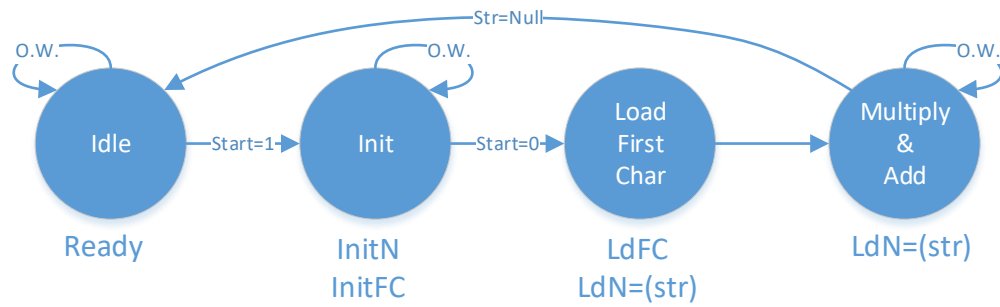 Str=Null
O.W.
O.W.
O.W.
Idle
Start=1
Init
Start=0
Load
First
Char
Multiply
&
Add
Ready
InitN
InitFC
LdFC
LdN=(str)
LdN=(str)